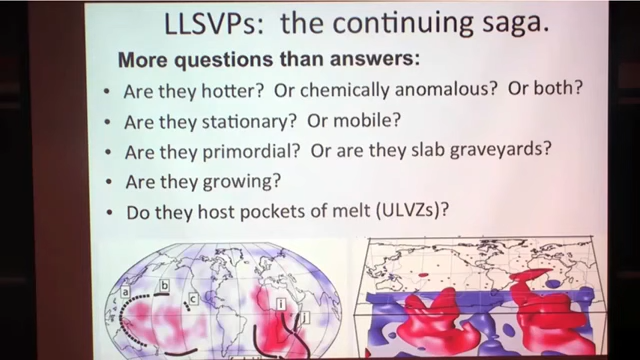 LLSVPs: the continuing saga.
More questions than answers:
• Are they hotter? Or chemically anomalous? Or both?
• Are they stationary? Or mobile?
• Are they primordial? Or are they slab graveyards?
• Are they growing?
• Do they host pockets of melt (ULVZs)?
a
b
c
i
j